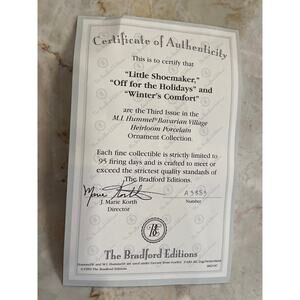 Certificate of Authenticity
This is to certify that
"Little Shoemaker,"
"Off for the Holidays" and
"Winter's Comfort"
are the Third Issue in the
M.I. Hummel® Bavarian Village
Heirloom Porcelain
Ornament Collection.
Each fine collectible is strictly limited to
95 firing days and is crafted to meet or
exceed the strictest quality standards of
The Bradford Editions.
J. Marie Korth
Director
Number
BE
The Bradford Editions